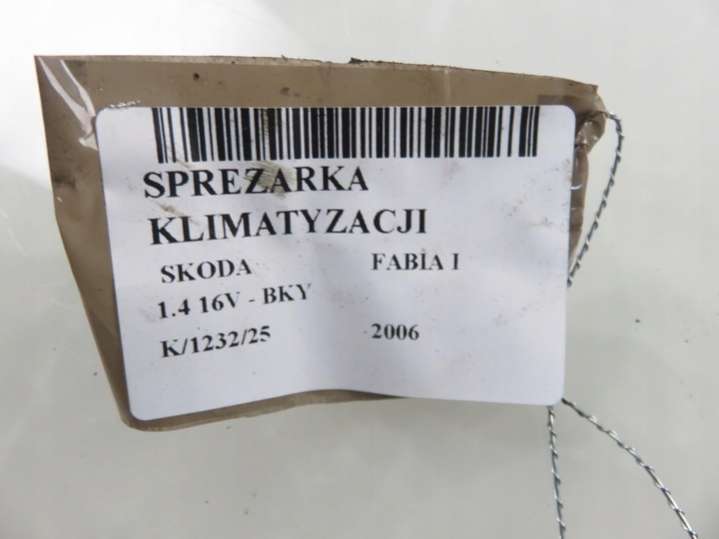 SPREZARKA
KLIMATYZACJI
SKODA FABIA I
1.4 16V - BKY
K/1232/25 2006